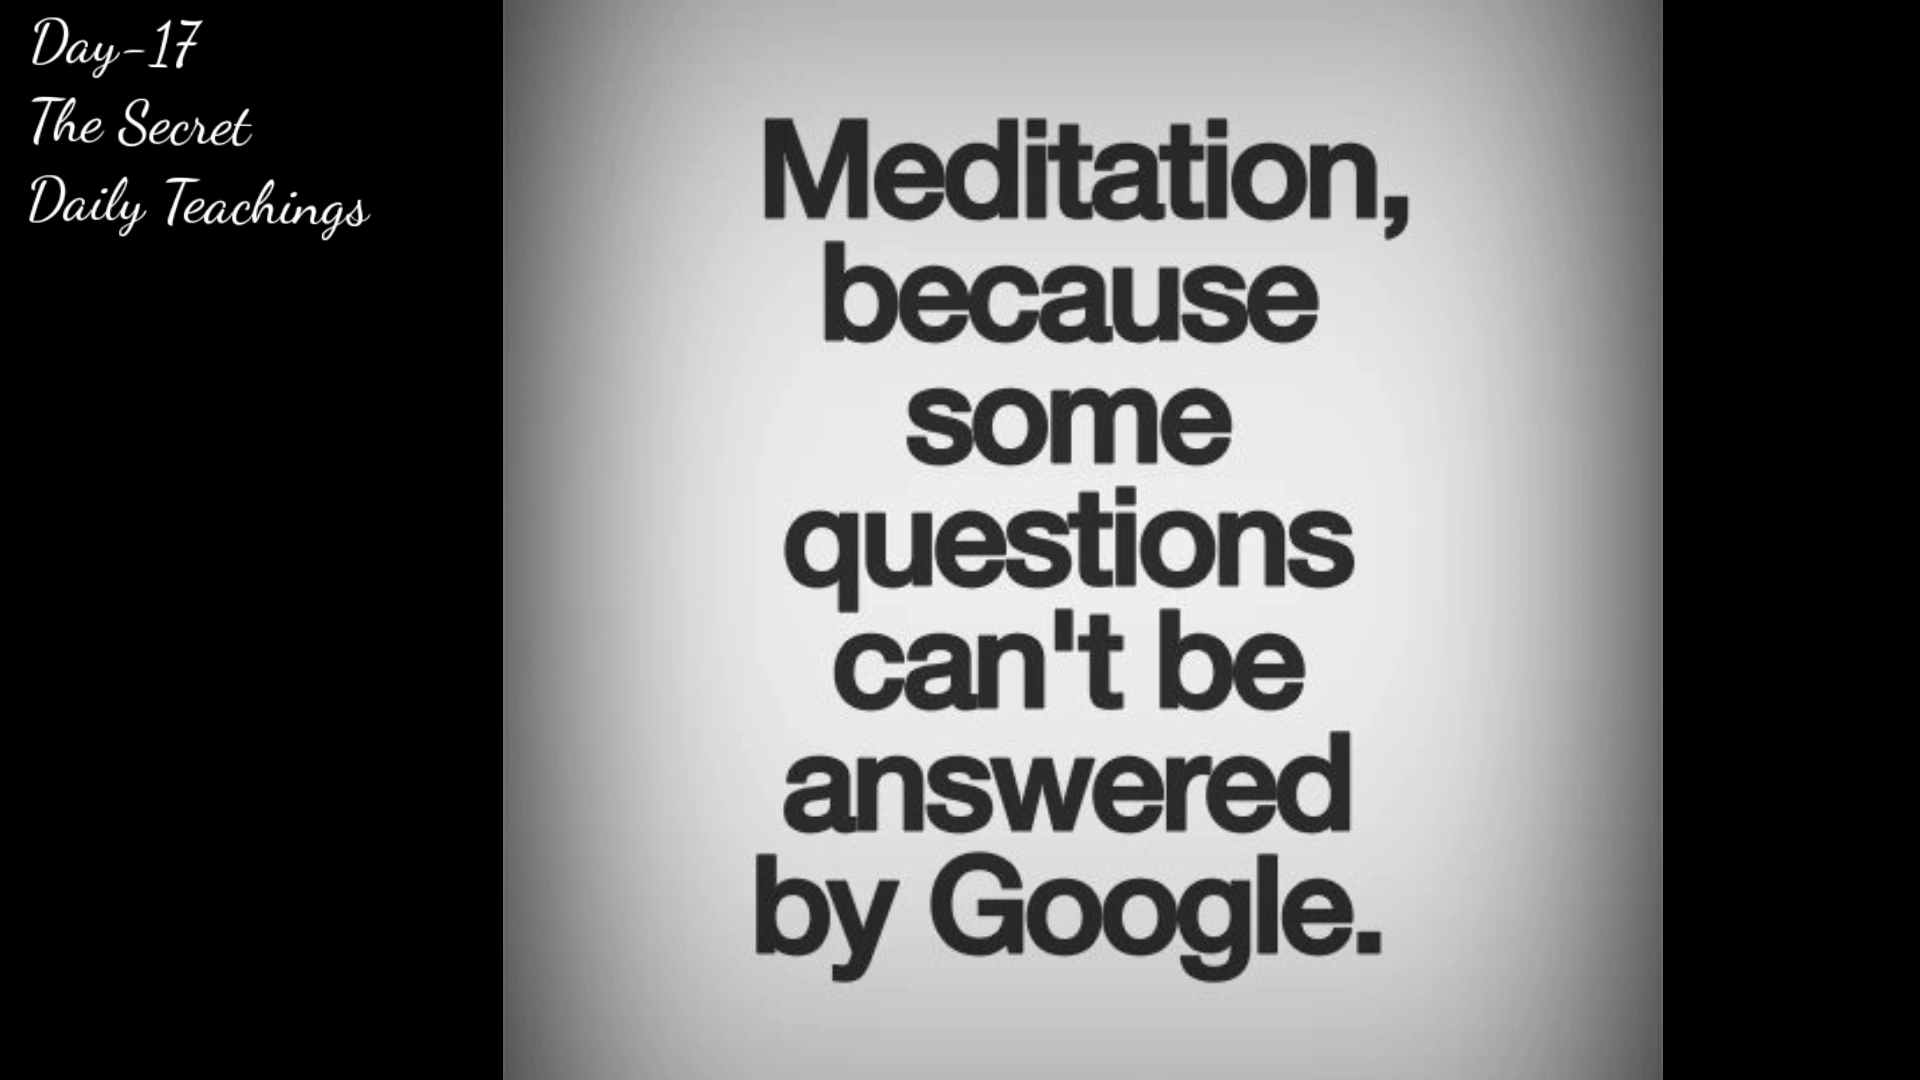 Day-17
The Secret
Daily Teachings
Meditation,
because
some
questions
can't be
answered
by Google.